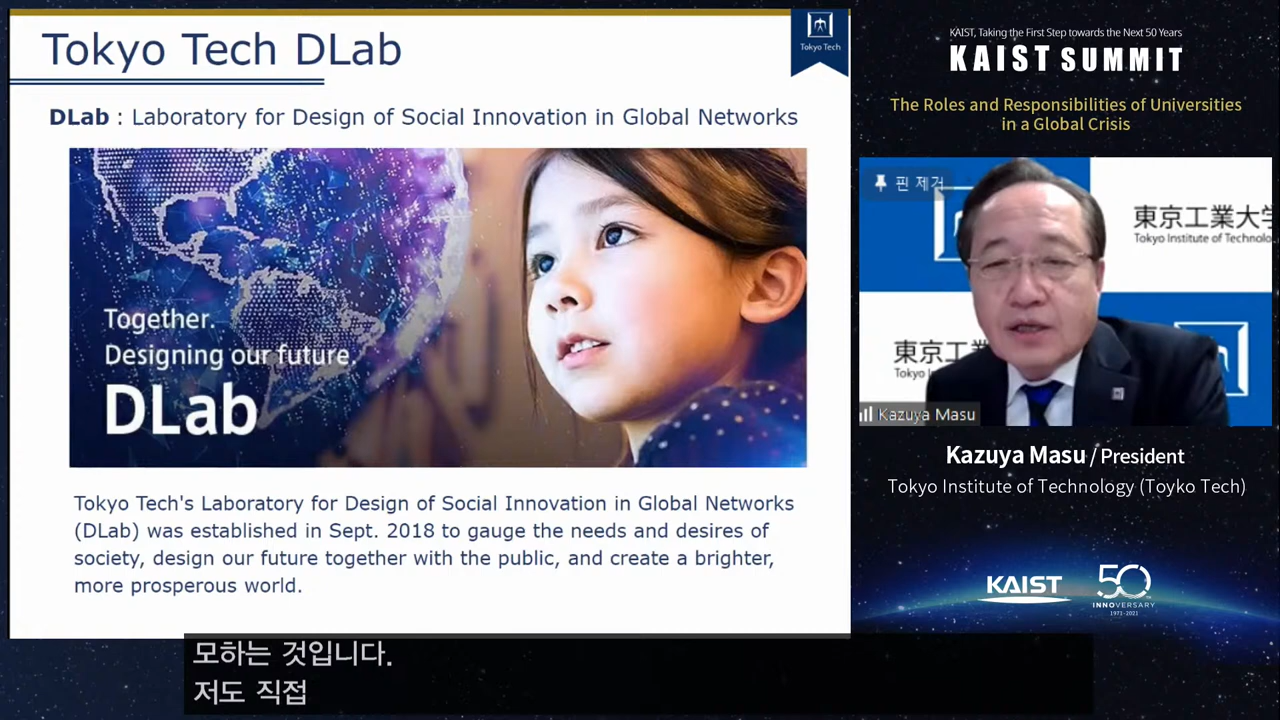 Tokyo Tech DLab
Tokyo Tech
DLab : Laboratory for Design of Social Innovation in Global Networks
Together.
Designing our future.
DLab
Tokyo Tech's Laboratory for Design of Social Innovation in Global Networks
(DLab) was established in Sept. 2018 to gauge the needs and desires of
society, design our future together with the public, and create a brighter,
more prosperous world.
KAIST, Taking the First Step towards the Next 50 Years
KAIST SUMMIT
The Roles and Responsibilities of Universities
in a Global Crisis
핀 제거
東京工業大学
Tokyo Institute of Technolo
東京工業
Tokyo In
Kazuya Masu
Kazuya Masu / President
Tokyo Institute of Technology (Toyko Tech)
KAIST
50
INNOVERSARY
1971-2021
모하는 것입니다.
저도 직접